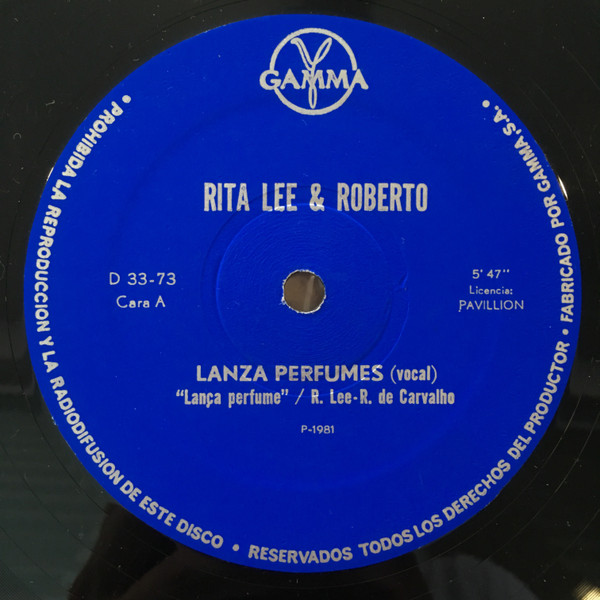 GAMMA
RITA LEE & ROBERTO
D 33-73
Cara A
5' 47"
Licencia:
PAVILLION
LANZA PERFUMES (vocal)
"Lança perfume" / R. Lee-R. de Carvalho
P-1981
• PROHIBIDA LA REPRODUCCION Y LA RADIODIFUSION DE ESTE DISCO • RESERVADOS TODOS LOS DERECHOS DEL PRODUCTOR • FABRICADO POR GAMMA, S.A. •